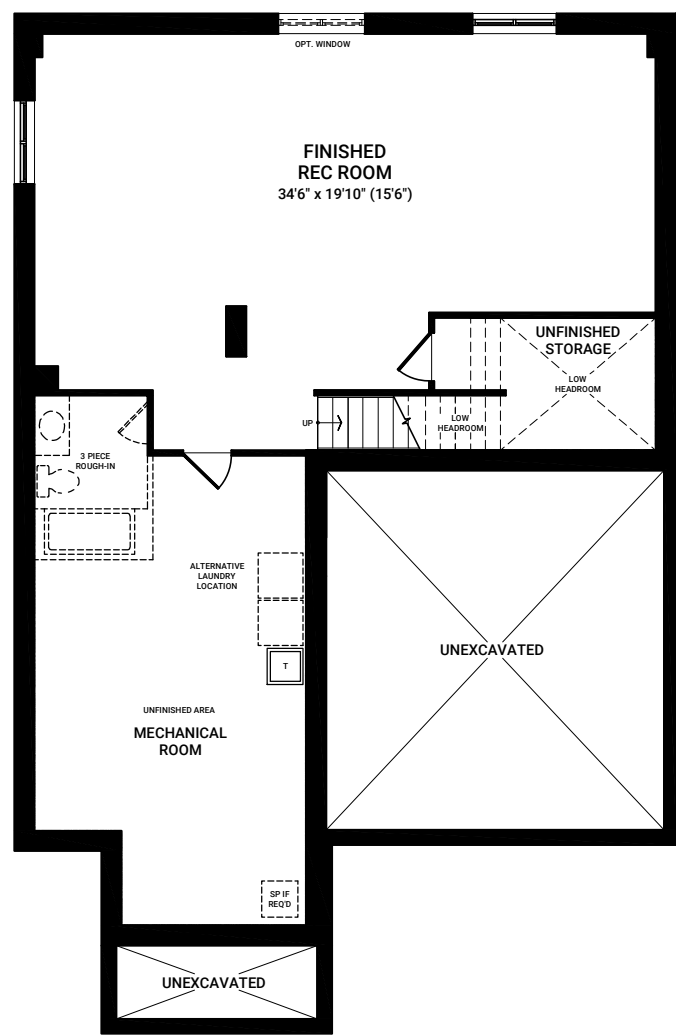 OPT. WINDOW
FINISHED
REC ROOM
34'6" x 19'10" (15'6")
UNFINISHED
STORAGE
LOW
HEADROOM
UP
LOW
HEADROOM
3 PIECE
ROUGH-IN
ALTERNATIVE
LAUNDRY
LOCATION
T
UNEXCAVATED
UNFINISHED AREA
MECHANICAL
ROOM
SP IF
REQ'D
UNEXCAVATED